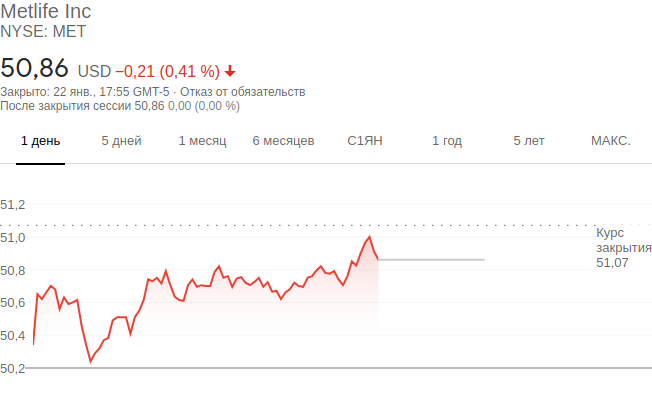 Metlife Inc
NYSE: MET
50,86 USD −0,21 (0,41 %)
Закрыто: 22 янв., 17:55 GMT-5 · Отказ от обязательств
После закрытия сессии 50,86 0,00 (0,00 %)
1 день 5 дней 1 месяц 6 месяцев С1ЯН 1 год 5 лет МАКС.
51,2
51,0
50,8
50,6
50,4
50,2
Курс
закрытия
51,07